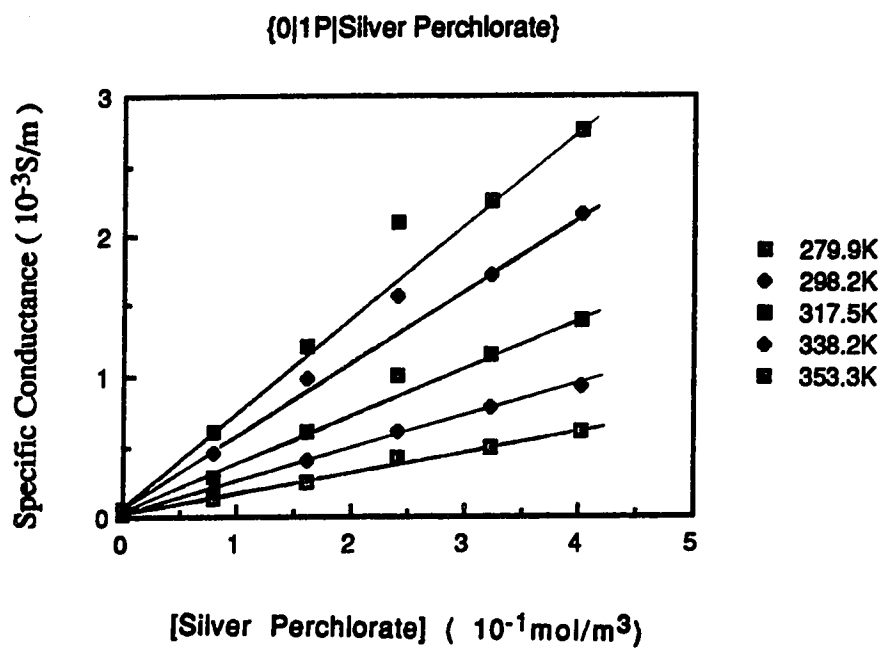 {0|1P|Silver Perchlorate}
Specific Conductance ( 10-3S/m )
3
2
1
0
0 1 2 3 4 5
[Silver Perchlorate] ( 10-1mol/m3)
279.9K
298.2K
317.5K
338.2K
353.3K